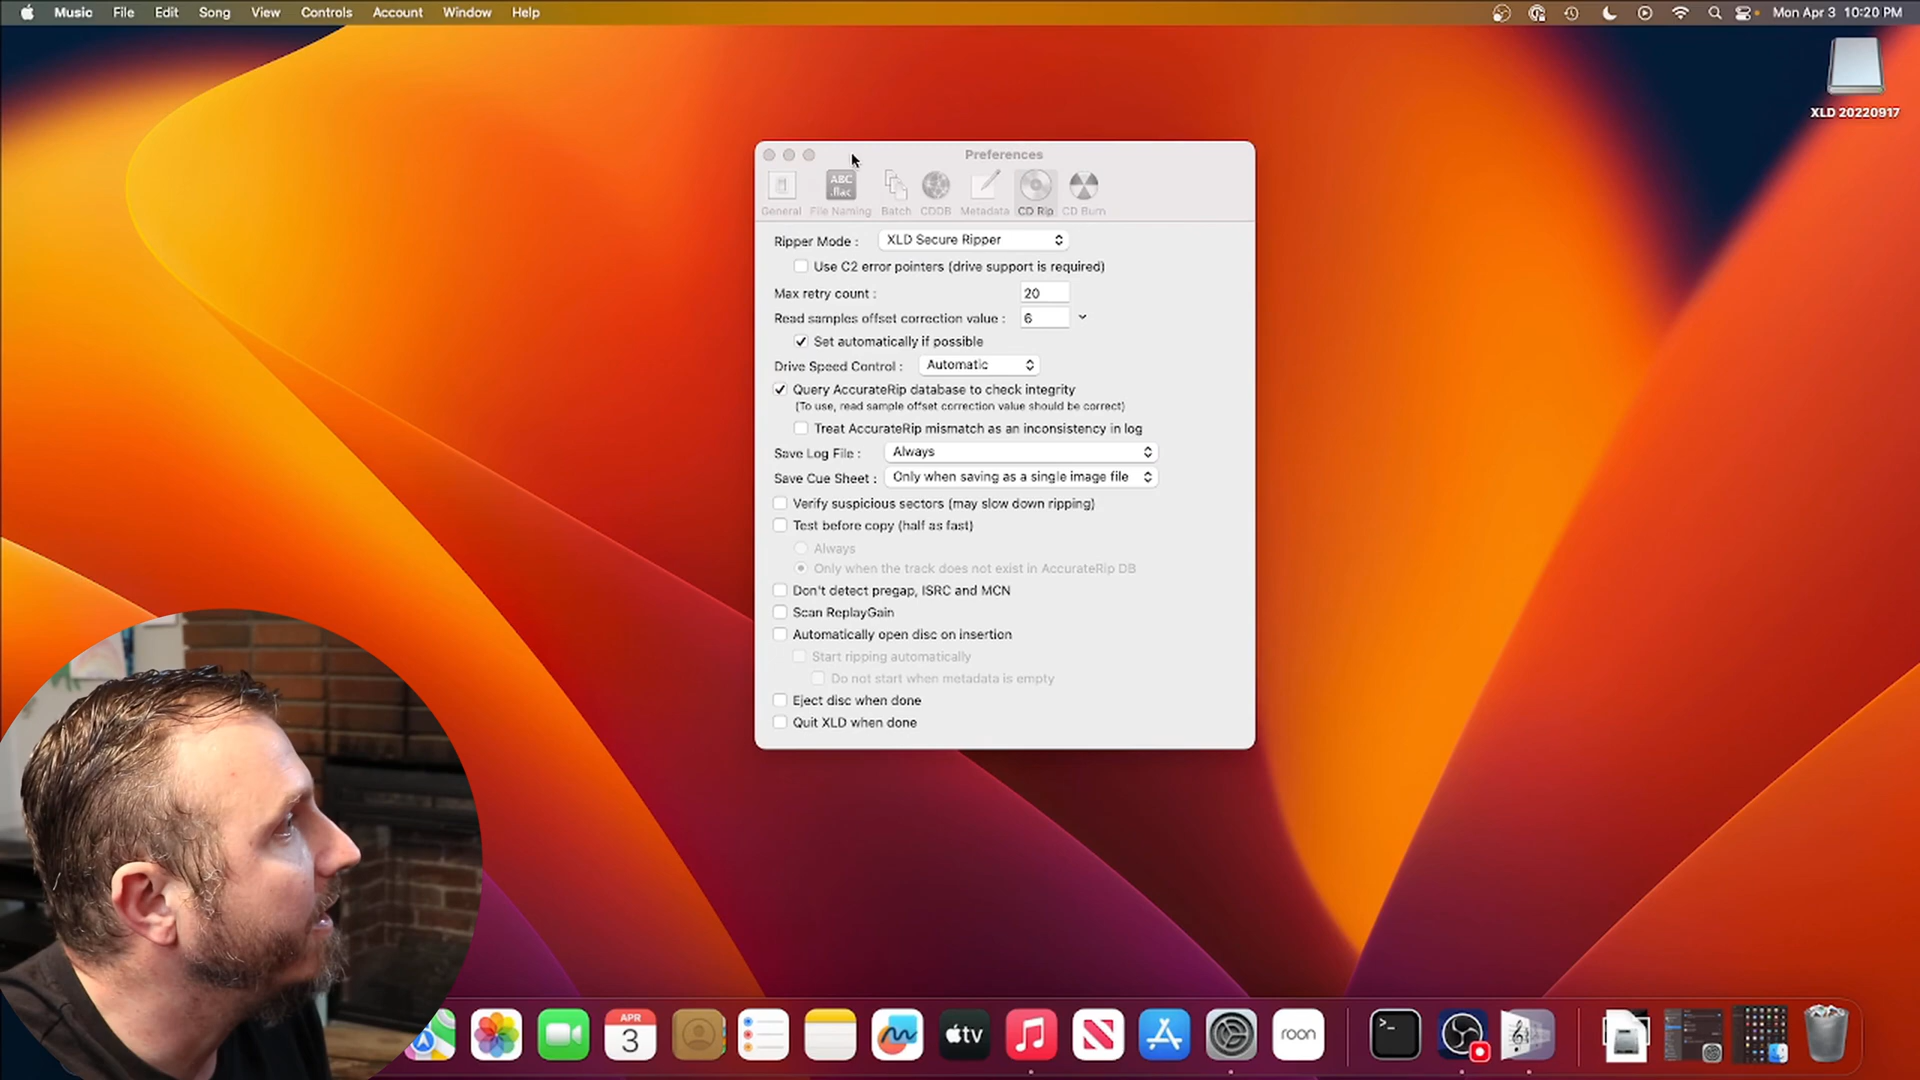 Music File Edit Song View Controls Account Window Help
Mon Apr 3 10:20 PM
XLD 20220917
Preferences
ABC
.flac
General File Naming Batch CDDB Metadata CD Rip CD Burn
Ripper Mode : XLD Secure Ripper
Use C2 error pointers (drive support is required)
Max retry count : 20
Read samples offset correction value : 6
Set automatically if possible
Drive Speed Control : Automatic
Query AccurateRip database to check integrity
(To use, read sample offset correction value should be correct)
Treat AccurateRip mismatch as an inconsistency in log
Save Log File : Always
Save Cue Sheet : Only when saving as a single image file
Verify suspicious sectors (may slow down ripping)
Test before copy (half as fast)
Always
Only when the track does not exist in AccurateRip DB
Don't detect pregap, ISRC and MCN
Scan ReplayGain
Automatically open disc on insertion
Start ripping automatically
Do not start when metadata is empty
Eject disc when done
Quit XLD when done
APR
3
tv
roon